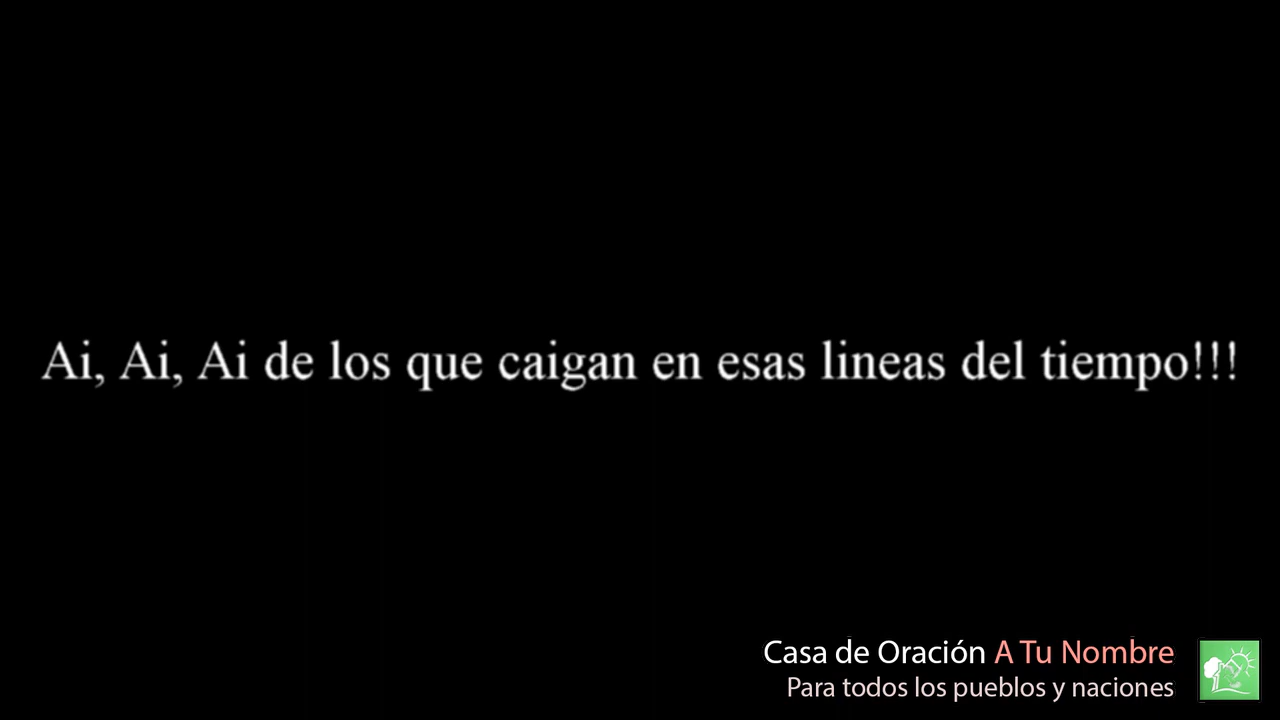 Ai, Ai, Ai de los que caigan en esas lineas del tiempo!!!
Casa de Oración A Tu Nombre
Para todos los pueblos y naciones